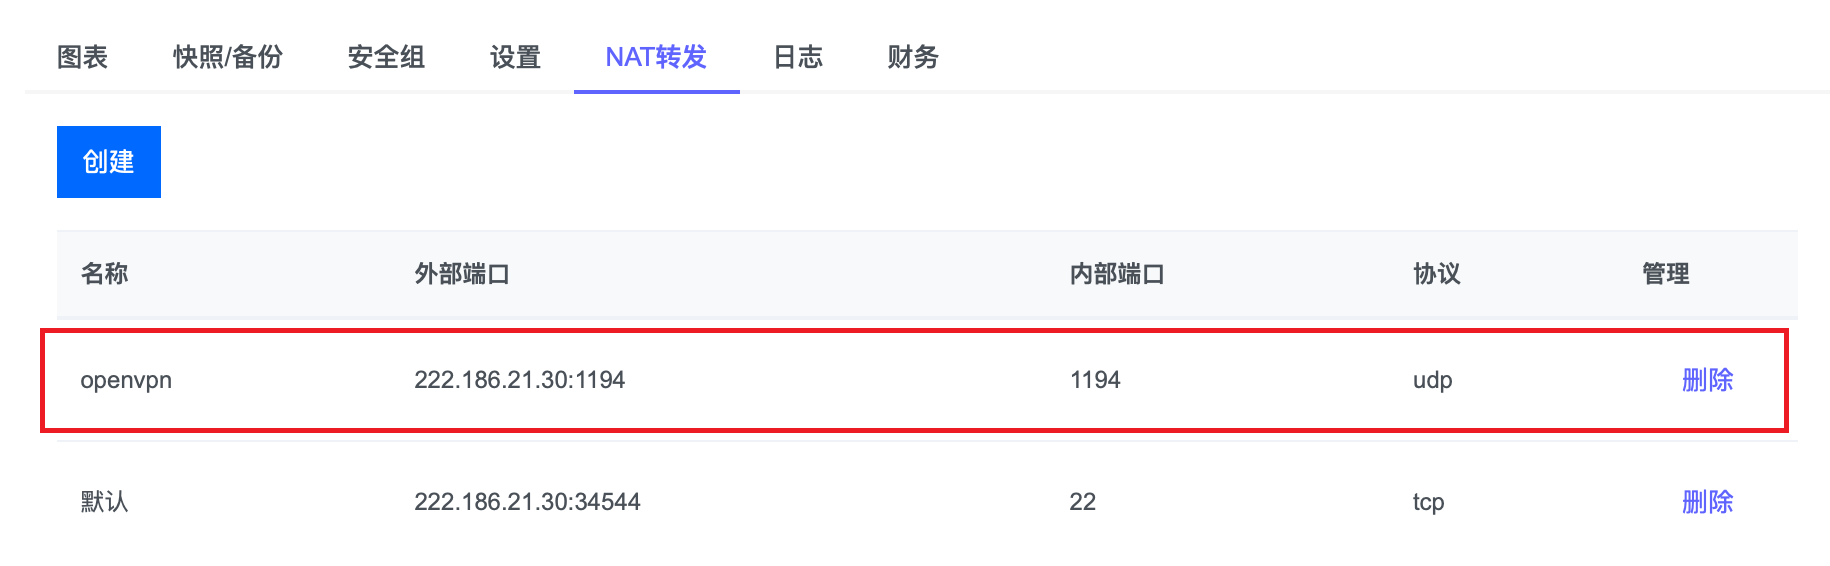 图表 快照/备份 安全组 设置 NAT转发 日志 财务
创建
名称 外部端口 内部端口 协议 管理
openvpn 222.186.21.30:1194 1194 udp 删除
默认 222.186.21.30:34544 22 tcp 删除